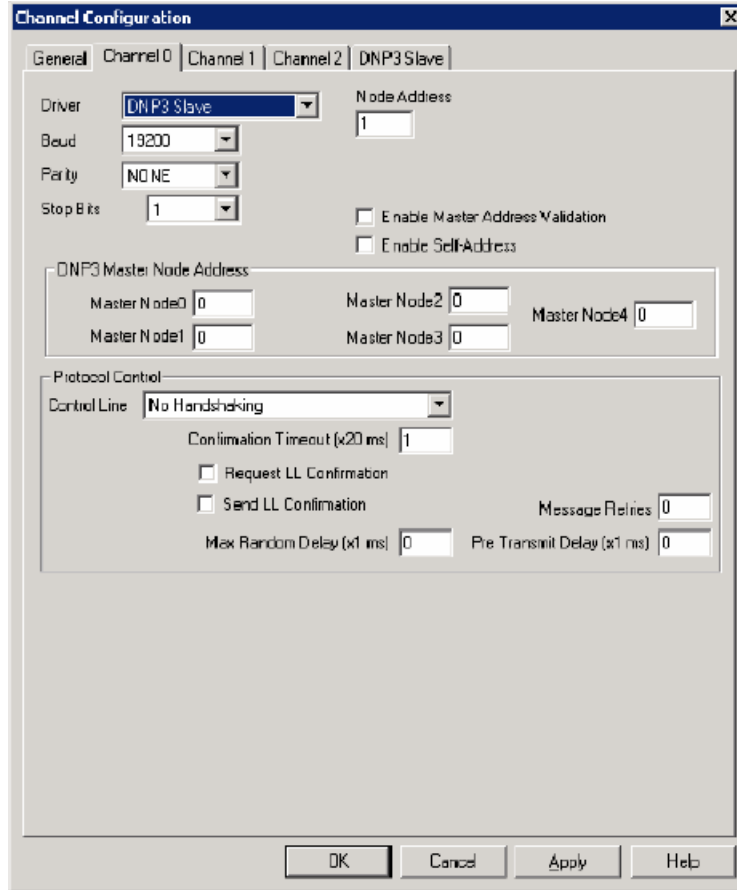 Channel Configuration
General Channel 0 Channel 1 Channel 2 DNP3 Slave
Driver DNP3 Slave
Node Address
1
Baud 19200
Parity NONE
Stop Bits 1
Enable Master Address Validation
Enable Self-Address
DNP3 Master Node Address
Master Node0 0
Master Node2 0
Master Node4 0
Master Node1 0
Master Node3 0
Protocol Control
Control Line No Handshaking
Confirmation Timeout (x20 ms) 1
Request LL Confirmation
Send LL Confirmation
Message Retries 0
Max Random Delay (x1 ms) 0
Pre Transmit Delay (x1 ms) 0
OK Cancel Apply Help